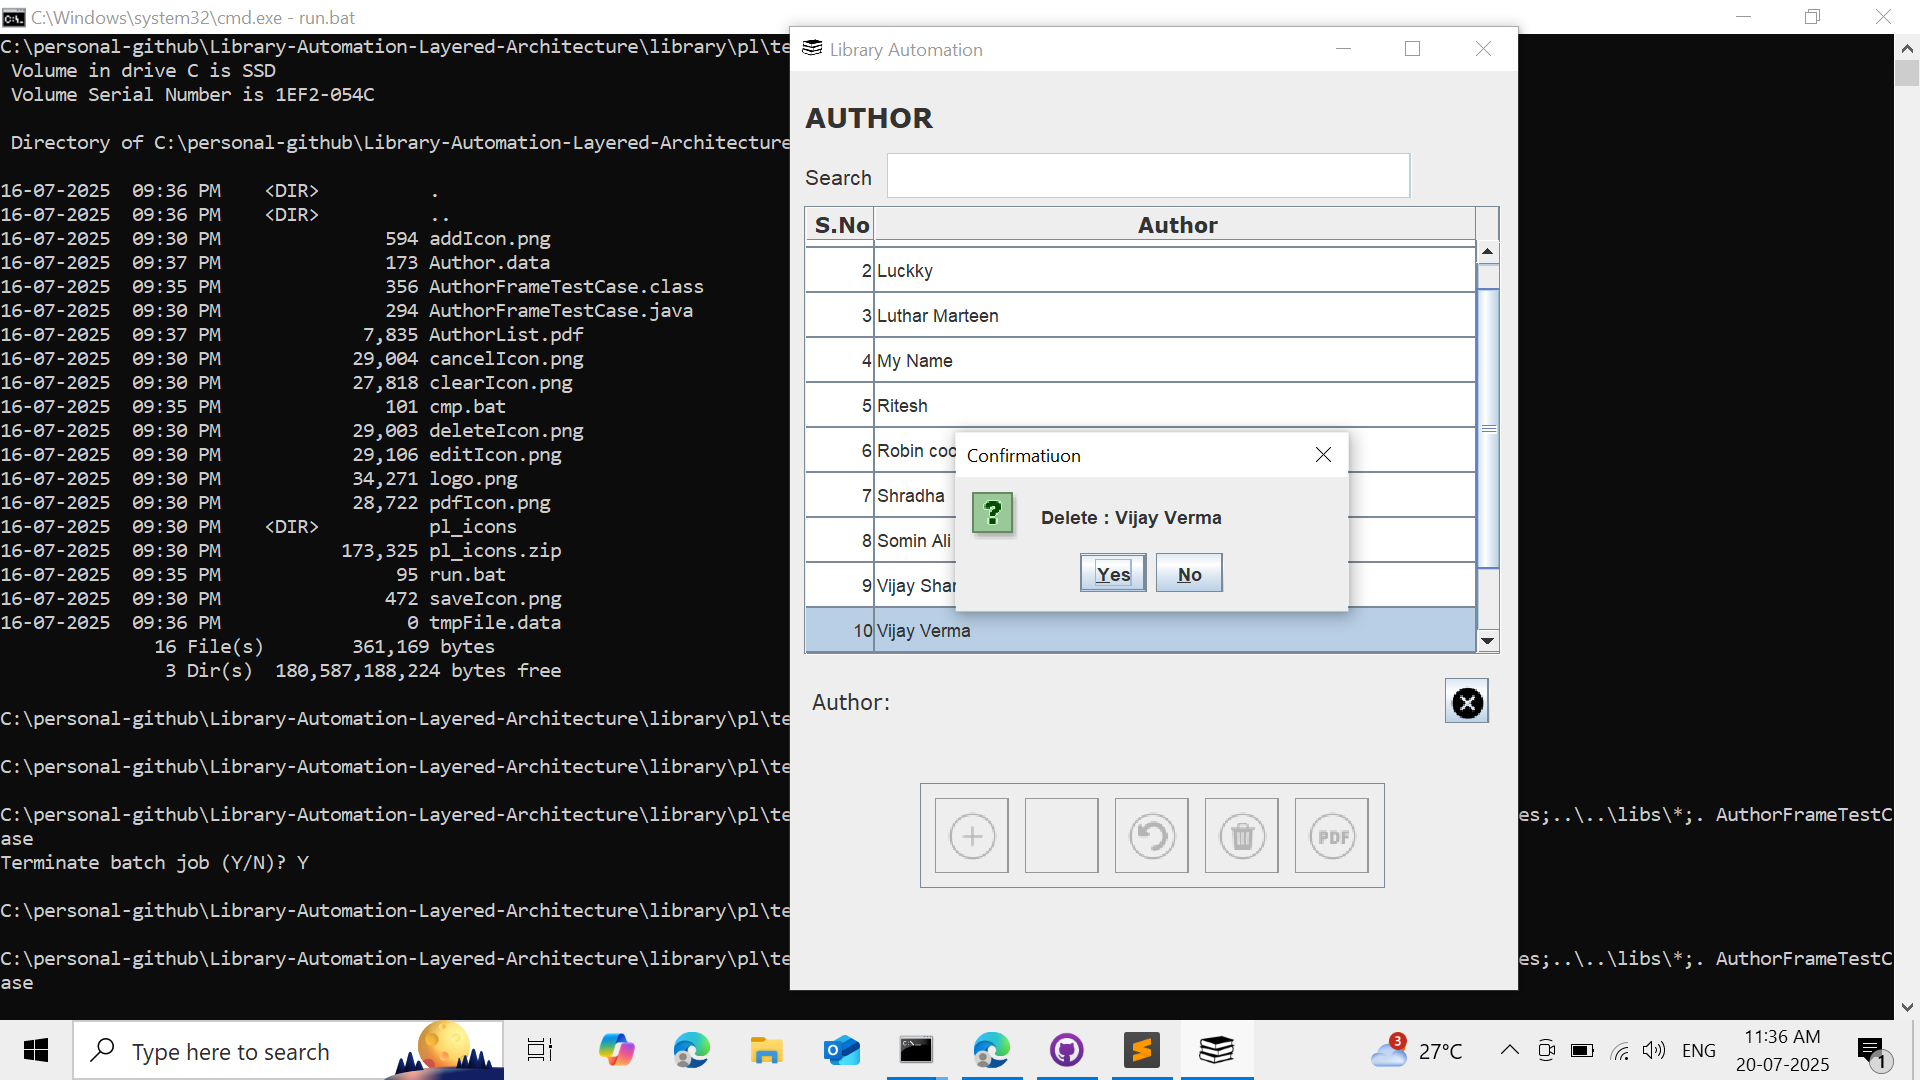 C:\Windows\system32\cmd.exe - run.bat
C:\personal-github\Library-Automation-Layered-Architecture\library\pl\te
Volume in drive C is SSD
Volume Serial Number is 1EF2-054C
Directory of C:\personal-github\Library-Automation-Layered-Architecture
16-07-2025 09:36 PM <DIR> .
16-07-2025 09:36 PM <DIR> ..
16-07-2025 09:30 PM 594 addIcon.png
16-07-2025 09:37 PM 173 Author.data
16-07-2025 09:35 PM 356 AuthorFrameTestCase.class
16-07-2025 09:30 PM 294 AuthorFrameTestCase.java
16-07-2025 09:37 PM 7,835 AuthorList.pdf
16-07-2025 09:30 PM 29,004 cancelIcon.png
16-07-2025 09:30 PM 27,818 clearIcon.png
16-07-2025 09:35 PM 101 cmp.bat
16-07-2025 09:30 PM 29,003 deleteIcon.png
16-07-2025 09:30 PM 29,106 editIcon.png
16-07-2025 09:30 PM 34,271 logo.png
16-07-2025 09:30 PM 28,722 pdfIcon.png
16-07-2025 09:30 PM <DIR> pl_icons
16-07-2025 09:30 PM 173,325 pl_icons.zip
16-07-2025 09:35 PM 95 run.bat
16-07-2025 09:30 PM 472 saveIcon.png
16-07-2025 09:36 PM 0 tmpFile.data
16 File(s) 361,169 bytes
3 Dir(s) 180,587,188,224 bytes free
C:\personal-github\Library-Automation-Layered-Architecture\library\pl\te
C:\personal-github\Library-Automation-Layered-Architecture\library\pl\te
C:\personal-github\Library-Automation-Layered-Architecture\library\pl\te es;..\..\libs\*;. AuthorFrameTestC
ase
Terminate batch job (Y/N)? Y
C:\personal-github\Library-Automation-Layered-Architecture\library\pl\te
C:\personal-github\Library-Automation-Layered-Architecture\library\pl\te es;..\..\libs\*;. AuthorFrameTestC
ase
Library Automation
AUTHOR
Search
S.No Author
2 Luckky
3 Luthar Marteen
4 My Name
5 Ritesh
6 Robin coo
7 Shradha
8 Somin Ali
9 Vijay Shar
10 Vijay Verma
Confirmatiuon
?
Delete : Vijay Verma
Yes No
Author:
PDF
Type here to search
3
27°C
ENG
11:36 AM
20-07-2025
1